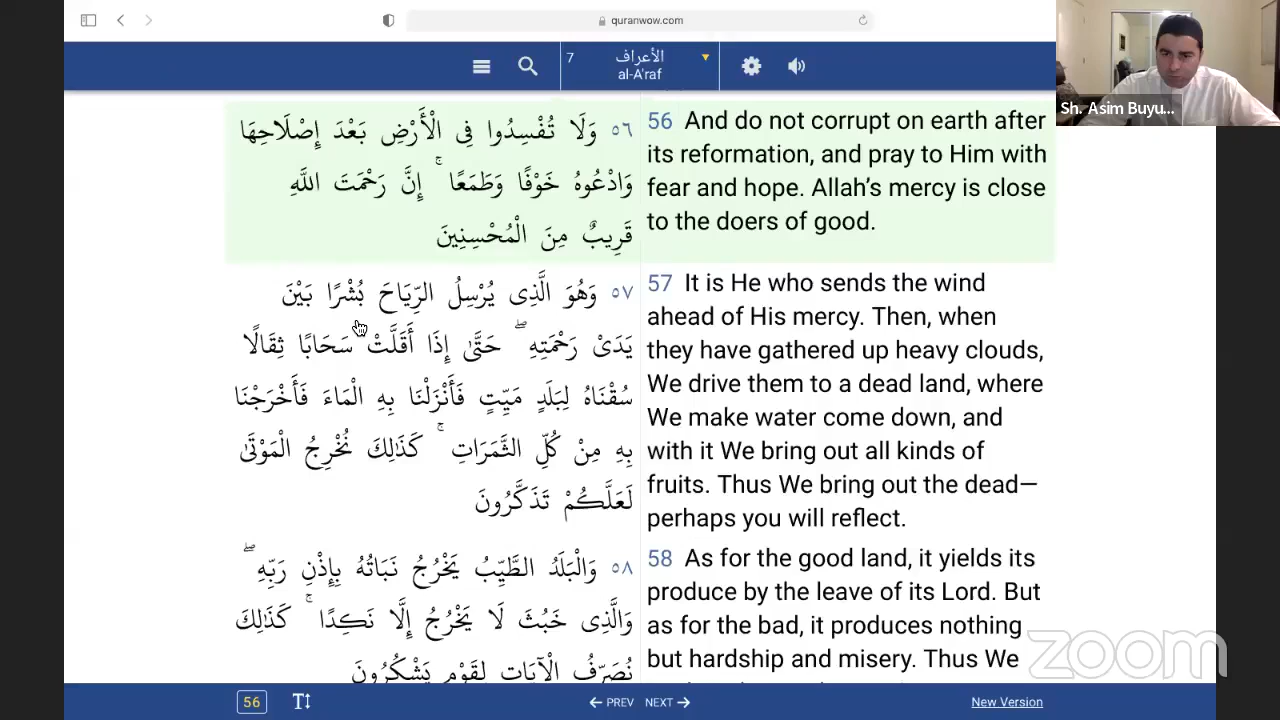 quranwow.com
7
الأعراف
al-A'raf
Sh. Asim Buyu...
٥٦ وَلَا تُفْسِدُوا فِى الْأَرْضِ بَعْدَ إِصْلَاحِهَا
وَادْعُوهُ خَوْفًا وَطَمَعًا ۚ إِنَّ رَحْمَتَ اللَّهِ
قَرِيبٌ مِنَ الْمُحْسِنِينَ
56 And do not corrupt on earth after
its reformation, and pray to Him with
fear and hope. Allah's mercy is close
to the doers of good.
٥٧ وَهُوَ الَّذِى يُرْسِلُ الرِّيَاحَ بُشْرًا بَيْنَ
يَدَىْ رَحْمَتِهِ ۖ حَتَّىٰ إِذَا أَقَلَّتْ سَحَابًا ثِقَالًا
سُقْنَاهُ لِبَلَدٍ مَيِّتٍ فَأَنْزَلْنَا بِهِ الْمَاءَ فَأَخْرَجْنَا
بِهِ مِنْ كُلِّ الثَّمَرَاتِ ۚ كَذَٰلِكَ نُخْرِجُ الْمَوْتَىٰ
لَعَلَّكُمْ تَذَكَّرُونَ
57 It is He who sends the wind
ahead of His mercy. Then, when
they have gathered up heavy clouds,
We drive them to a dead land, where
We make water come down, and
with it We bring out all kinds of
fruits. Thus We bring out the dead—
perhaps you will reflect.
٥٨ وَالْبَلَدُ الطَّيِّبُ يَخْرُجُ نَبَاتُهُ بِإِذْنِ رَبِّهِ ۖ
وَالَّذِى خَبُثَ لَا يَخْرُجُ إِلَّا نَكِدًا ۚ كَذَٰلِكَ
نُصَرِّفُ الْآيَاتِ لِقَوْمٍ يَشْكُرُونَ
58 As for the good land, it yields its
produce by the leave of its Lord. But
as for the bad, it produces nothing
but hardship and misery. Thus We
zoom
56
T
PREV
NEXT
New Version